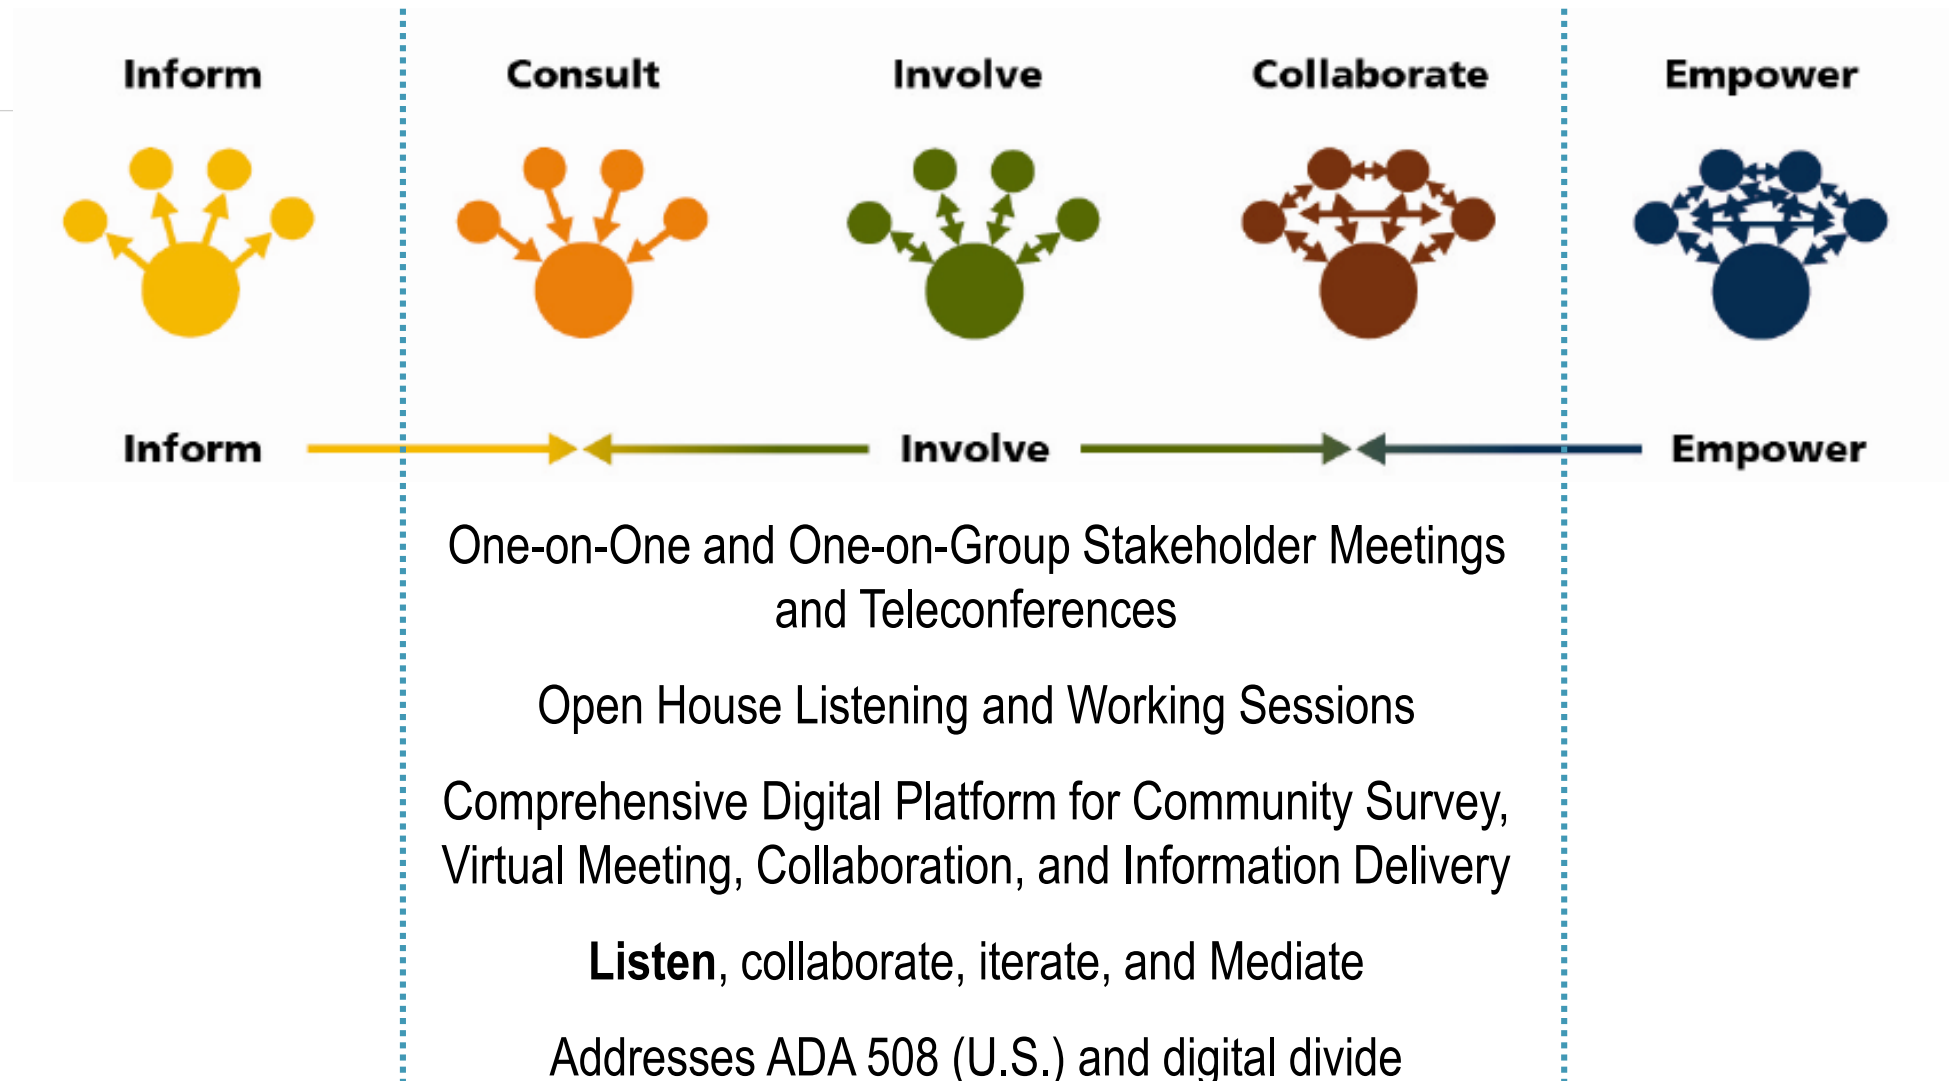 Inform
Consult
Involve
Collaborate
Empower
Inform
Involve
Empower
One-on-One and One-on-Group Stakeholder Meetings
and Teleconferences
Open House Listening and Working Sessions
Comprehensive Digital Platform for Community Survey,
Virtual Meeting, Collaboration, and Information Delivery
Listen, collaborate, iterate, and Mediate
Addresses ADA 508 (U.S.) and digital divide